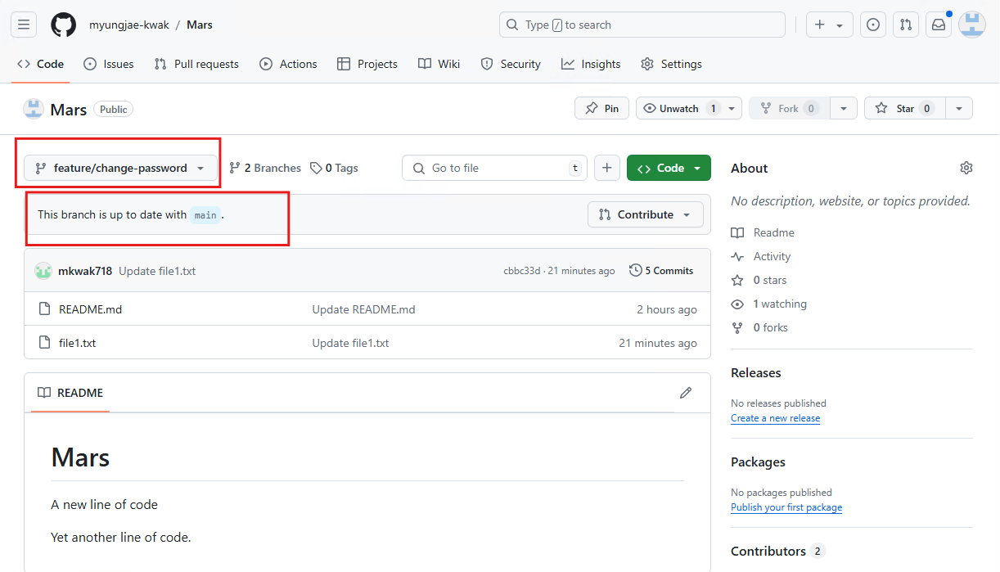 myungjae-kwak / Mars
Type / to search
Code
Issues
Pull requests
Actions
Projects
Wiki
Security
Insights
Settings
Mars Public
Pin
Unwatch 1
Fork 0
Star 0
feature/change-password
2 Branches
0 Tags
Go to file t
Code
This branch is up to date with main .
Contribute
mkwak718 Update file1.txt
cbbc33d · 21 minutes ago
5 Commits
README.md Update README.md 2 hours ago
file1.txt Update file1.txt 21 minutes ago
README
Mars
A new line of code
Yet another line of code.
About
No description, website, or topics provided.
Readme
Activity
0 stars
1 watching
0 forks
Releases
No releases published
Create a new release
Packages
No packages published
Publish your first package
Contributors 2